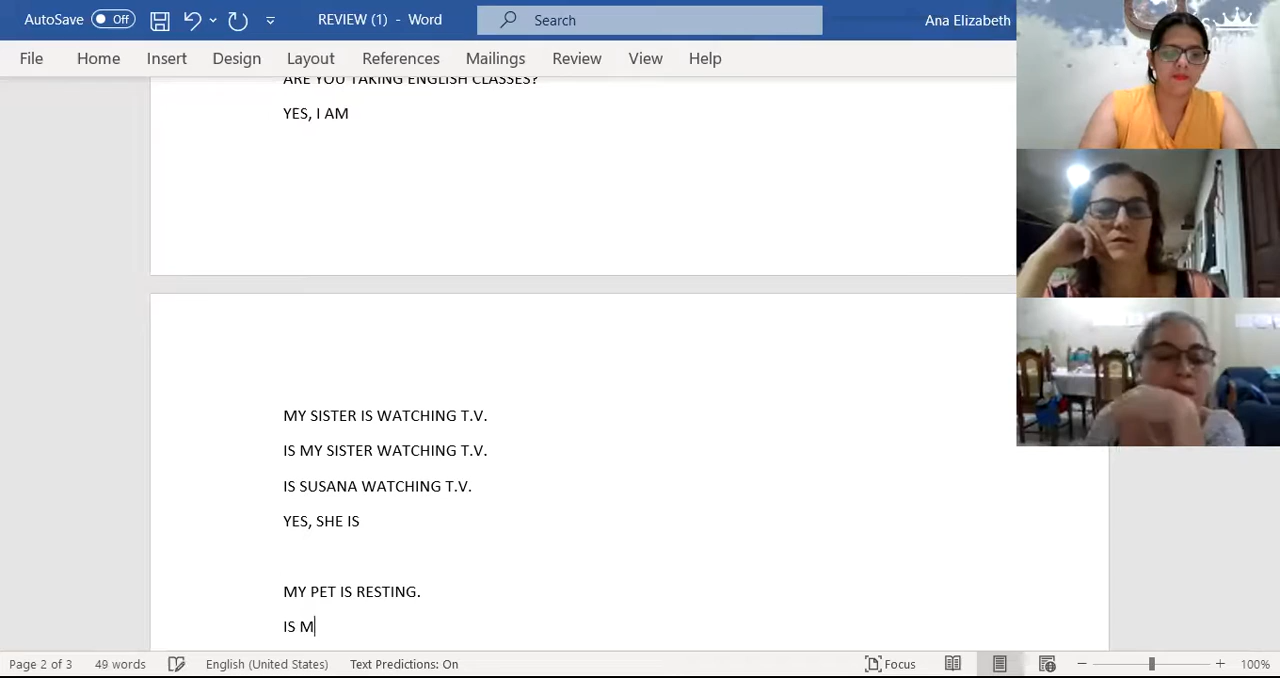 AutoSave Off REVIEW (1) - Word Search Ana Elizabeth
File Home Insert Design Layout References Mailings Review View Help
ARE YOU TAKING ENGLISH CLASSES?
YES, I AM
MY SISTER IS WATCHING T.V.
IS MY SISTER WATCHING T.V.
IS SUSANA WATCHING T.V.
YES, SHE IS
MY PET IS RESTING.
IS M
Page 2 of 3 49 words English (United States) Text Predictions: On Focus 100%